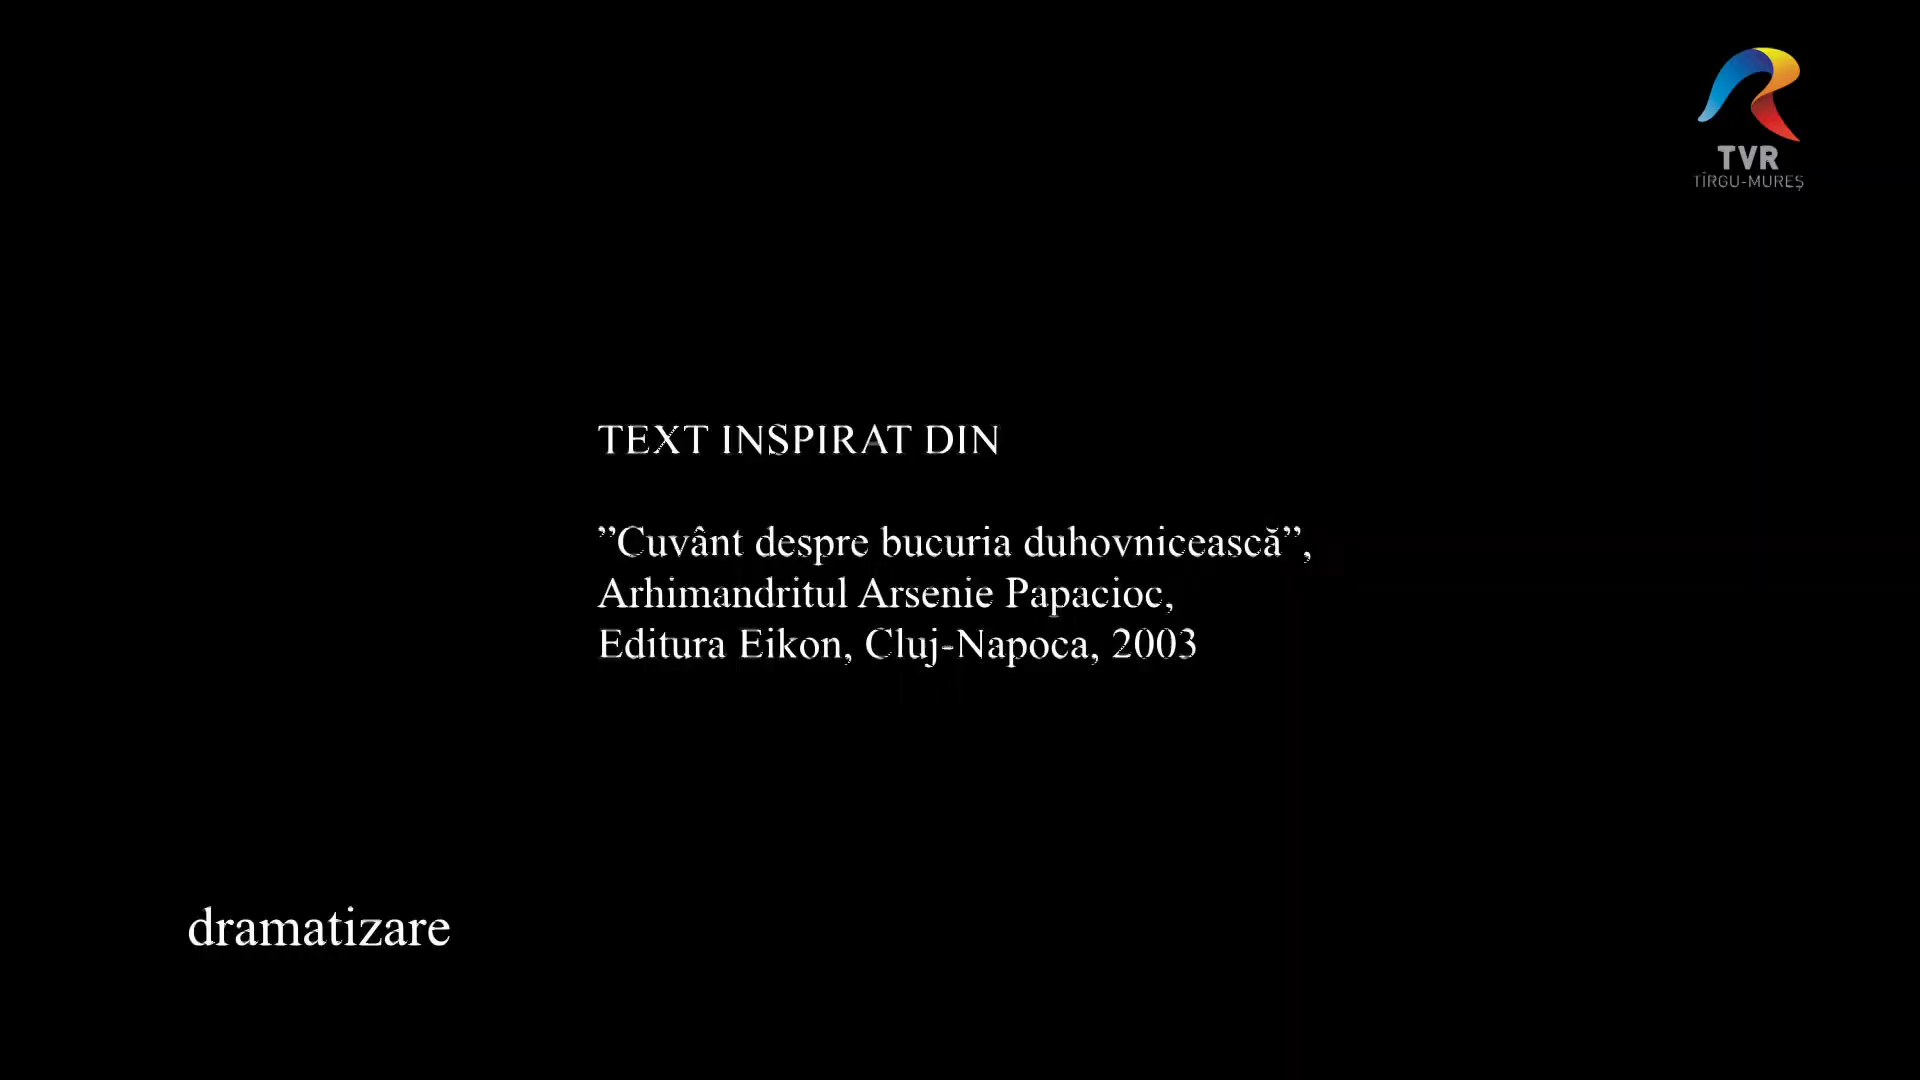 TVR
TÎRGU-MUREȘ
TEXT INSPIRAT DIN
”Cuvânt despre bucuria duhovnicească”,
Arhimandritul Arsenie Papacioc,
Editura Eikon, Cluj-Napoca, 2003
dramatizare